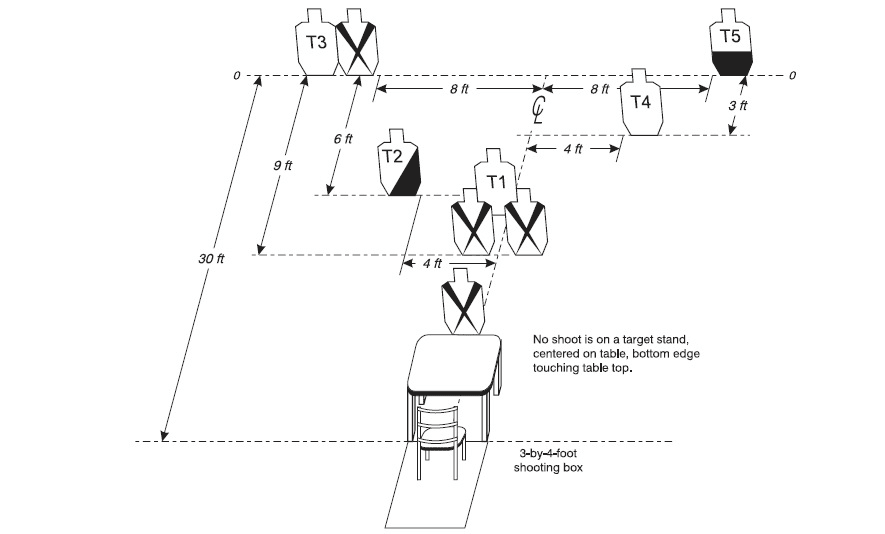 T3
T5
0
0
8 ft
8 ft
T4
3 ft
CL
6 ft
4 ft
T2
9 ft
T1
30 ft
4 ft
No shoot is on a target stand,
centered on table, bottom edge
touching table top.
3-by-4-foot
shooting box